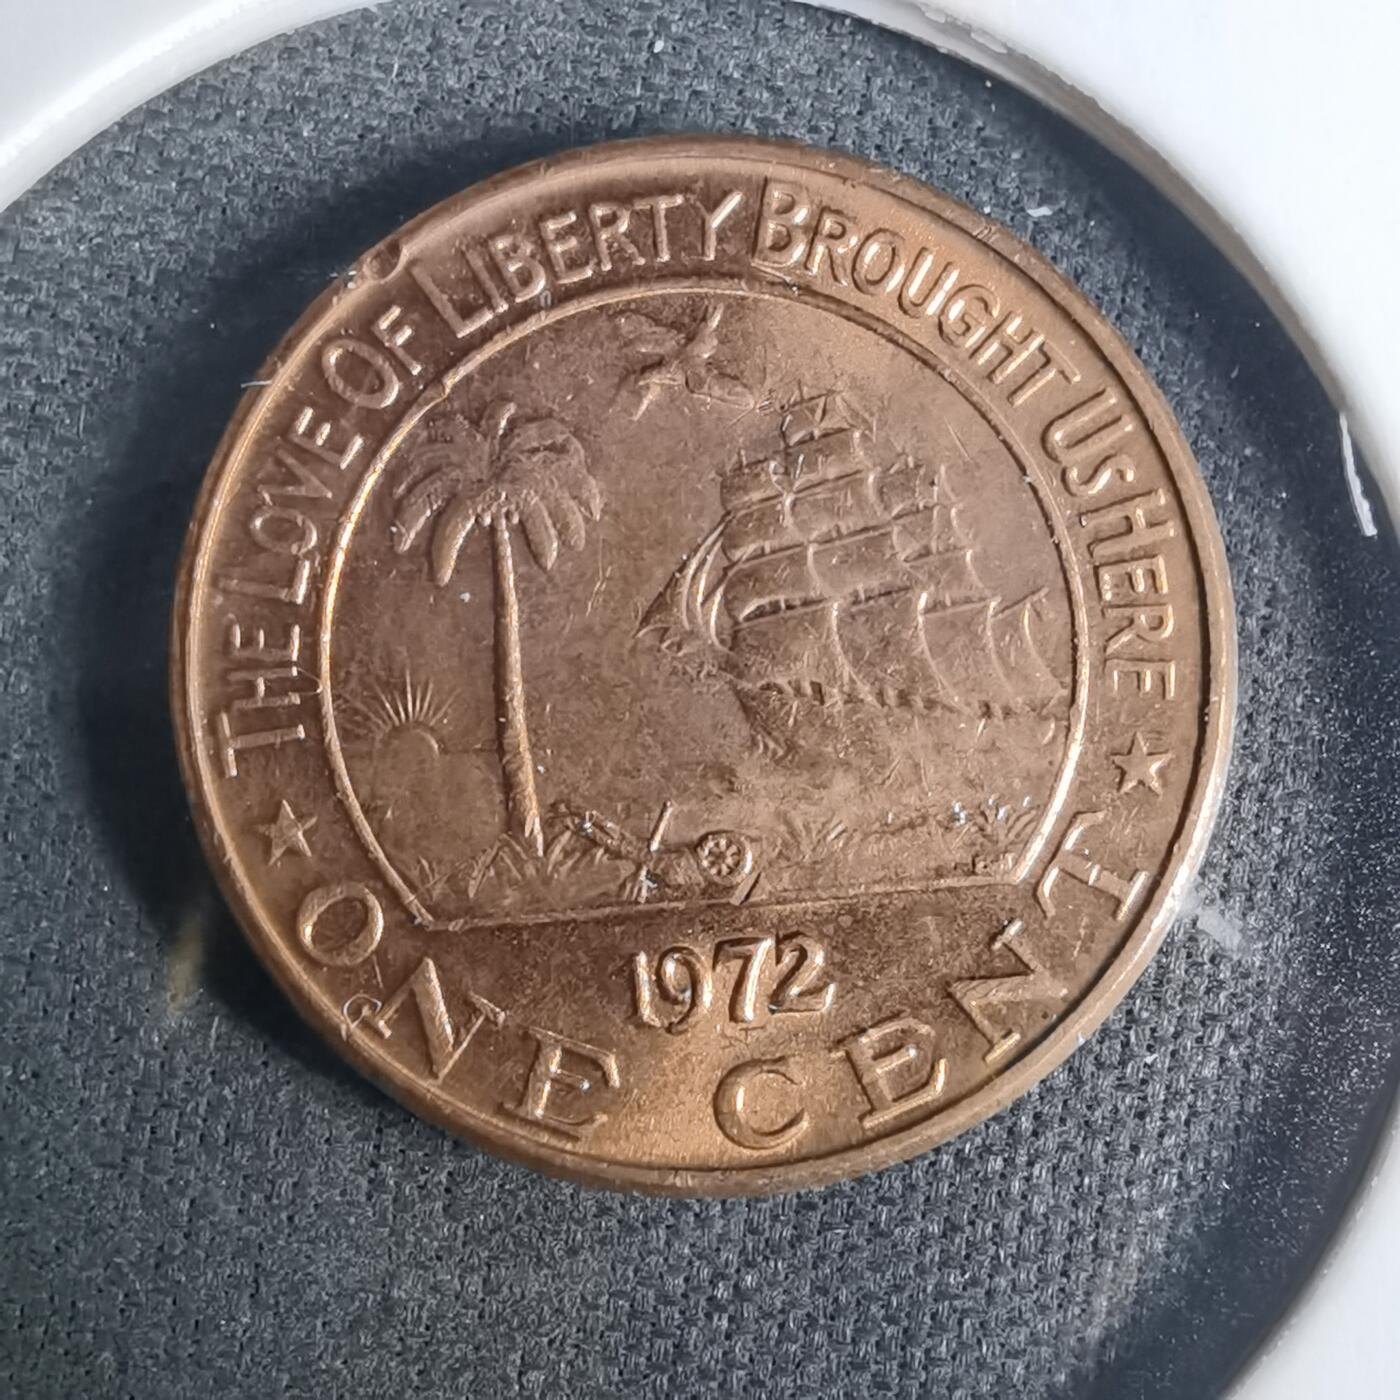 THE LOVE OF LIBERTY BROUGHT US HERE
1972
ONE CENT